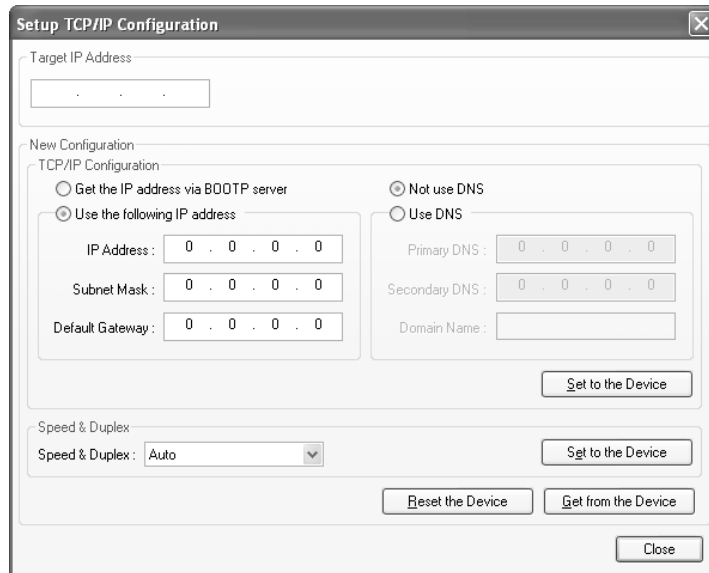 Setup TCP/IP Configuration
Target IP Address
. . .
New Configuration
TCP/IP Configuration
Get the IP address via BOOTP server
Not use DNS
Use the following IP address
Use DNS
IP Address : 0 . 0 . 0 . 0
Primary DNS : 0 . 0 . 0 . 0
Subnet Mask : 0 . 0 . 0 . 0
Secondary DNS : 0 . 0 . 0 . 0
Default Gateway : 0 . 0 . 0 . 0
Domain Name :
Set to the Device
Speed & Duplex
Speed & Duplex : Auto
Set to the Device
Reset the Device
Get from the Device
Close